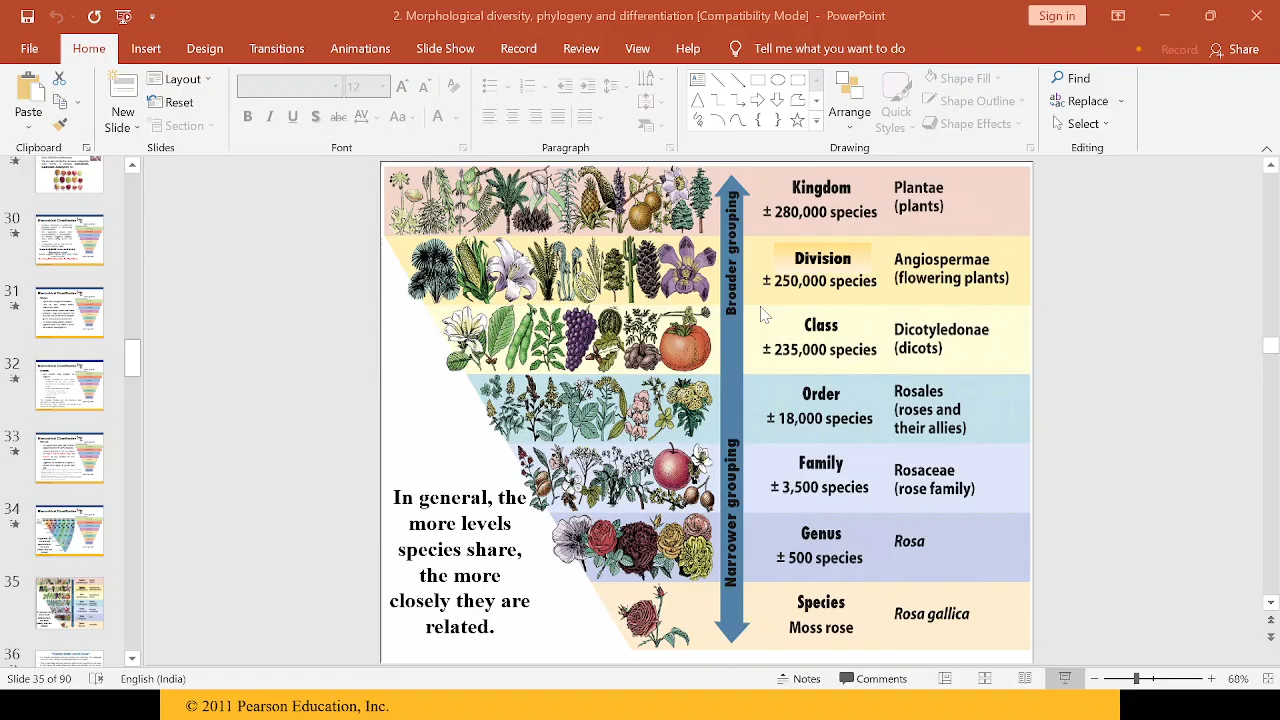 2. Morphological diversity, phylogeny and differentiation [Compatibility Mode] - PowerPoint
Sign in
File Home Insert Design Transitions Animations Slide Show Record Review View Help Tell me what you want to do Record Share
Paste
Clipboard
New
Slide
Layout
Reset
Section
Slides
12
B I U S abc AV Aa A
Font
Paragraph
Arrange
Quick
Styles
Shape Fill
Shape Outline
Shape Effects
Drawing
Find
Replace
Select
Editing
30
31
32
33
34
35
36
Broader grouping
Narrower grouping
Kingdom
± 280,000 species
Plantae
(plants)
Division
± 250,000 species
Angiospermae
(flowering plants)
Class
± 235,000 species
Dicotyledonae
(dicots)
Order
± 18,000 species
Rosales
(roses and
their allies)
Family
± 3,500 species
Rosaceae
(rose family)
Genus
± 500 species
Rosa
Species
Moss rose
Rosa gallica
In general, the
more levels
species share,
the more
closely they are
related.
Slide 35 of 90
English (India)
Notes
Comments
68%
© 2011 Pearson Education, Inc.